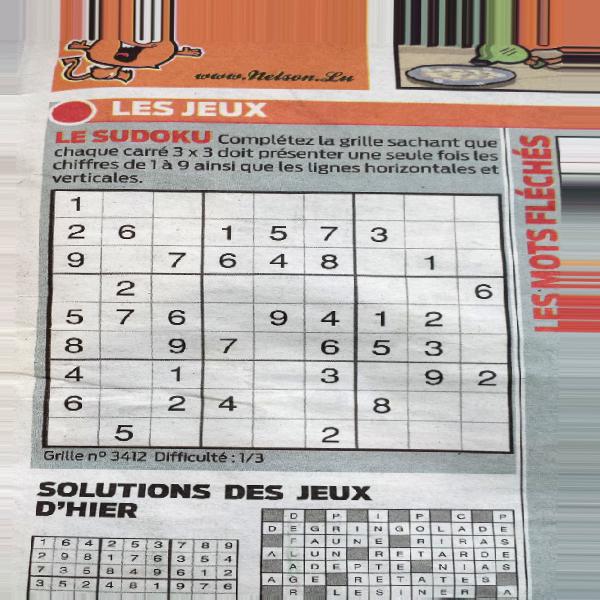 www.Nelson.Lu
LES JEUX
LE SUDOKU Complétez la grille sachant que
chaque carré 3 x 3 doit présenter une seule fois les
chiffres de 1 à 9 ainsi que les lignes horizontales et
verticales.
1
2 6 1 5 7 3
9 7 6 4 8 1
2 6
5 7 6 9 4 1 2
8 9 7 6 5 3
4 1 3 9 2
6 2 4 8
5 2
Grille nº 3412 Difficulté : 1/3
LES MOTS FLÉCHÉS
SOLUTIONS DES JEUX
D'HIER
1 6 4 2 5 3 7 8 9
2 9 8 1 7 6 3 5 4
7 3 5 8 4 9 6 1 2
3 5 2 4 8 1 9 7 6
D P I P C P
D E G R I N G O L A D E
F A U N E R I R A S
A L U N R E T A R D E
A D E P T E N I A S
A G E R E T A T E S
R L E S I N E R A